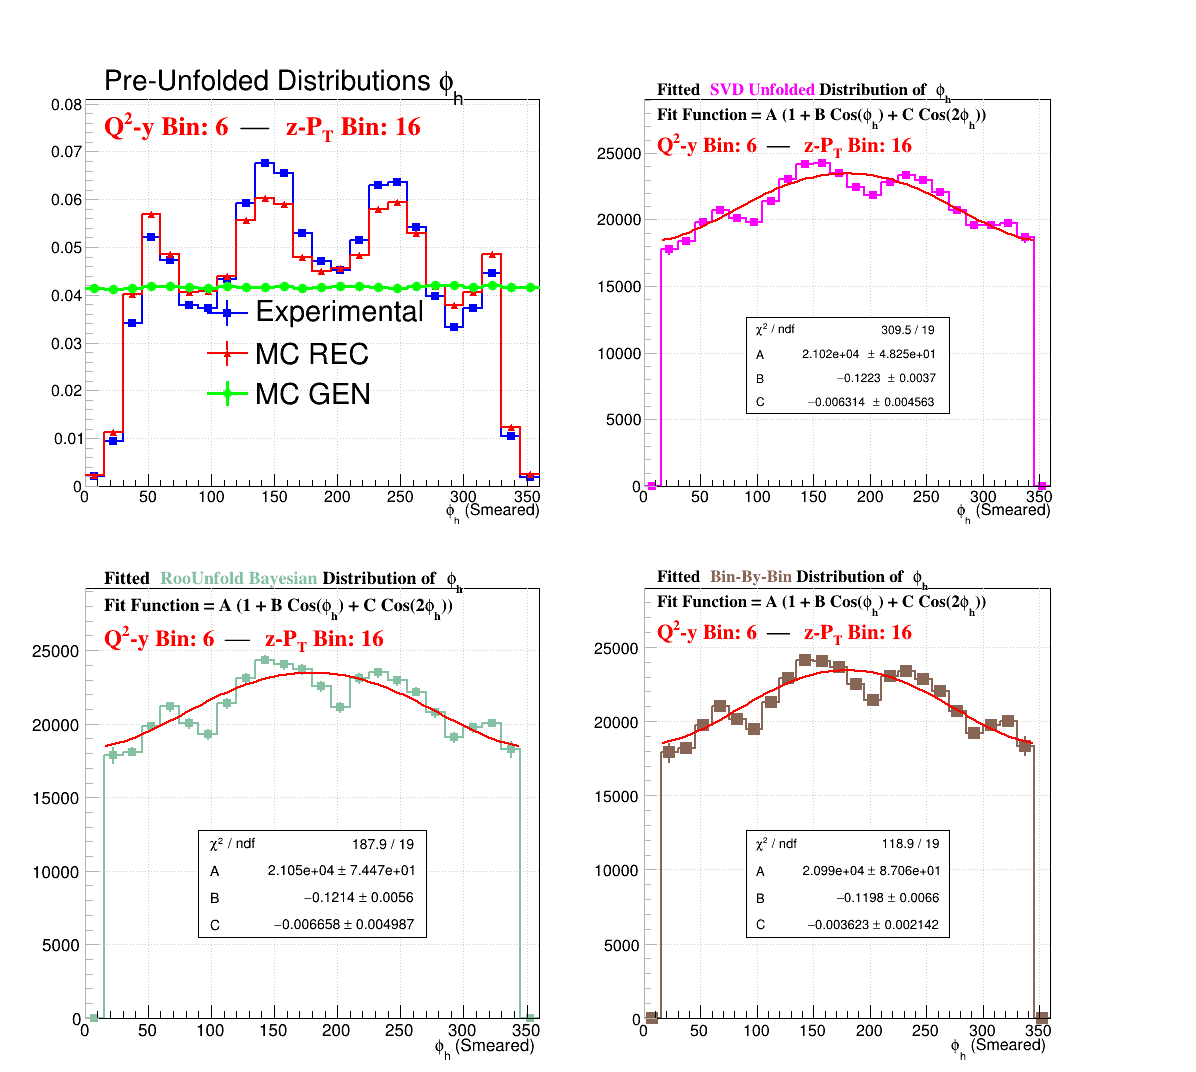 Pre-Unfolded Distributions ϕh
Q2-y Bin: 6 — z-PT Bin: 16
0.08
0.07
0.06
0.05
0.04
0.03
0.02
0.01
0
Experimental
MC REC
MC GEN
0 50 100 150 200 250 300 350
ϕh (Smeared)
Fitted SVD Unfolded Distribution of ϕh
Fit Function = A (1 + B Cos(ϕh) + C Cos(2ϕh))
Q2-y Bin: 6 — z-PT Bin: 16
25000
20000
15000
10000
5000
0
χ2 / ndf 309.5 / 19
A 2.102e+04 ± 4.825e+01
B −0.1223 ± 0.0037
C −0.006314 ± 0.004563
0 50 100 150 200 250 300 350
ϕh (Smeared)
Fitted RooUnfold Bayesian Distribution of ϕh
Fit Function = A (1 + B Cos(ϕh) + C Cos(2ϕh))
Q2-y Bin: 6 — z-PT Bin: 16
25000
20000
15000
10000
5000
0
χ2 / ndf 187.9 / 19
A 2.105e+04 ± 7.447e+01
B −0.1214 ± 0.0056
C −0.006658 ± 0.004987
0 50 100 150 200 250 300 350
ϕh (Smeared)
Fitted Bin-By-Bin Distribution of ϕh
Fit Function = A (1 + B Cos(ϕh) + C Cos(2ϕh))
Q2-y Bin: 6 — z-PT Bin: 16
25000
20000
15000
10000
5000
0
χ2 / ndf 118.9 / 19
A 2.099e+04 ± 8.706e+01
B −0.1198 ± 0.0066
C −0.003623 ± 0.002142
0 50 100 150 200 250 300 350
ϕh (Smeared)